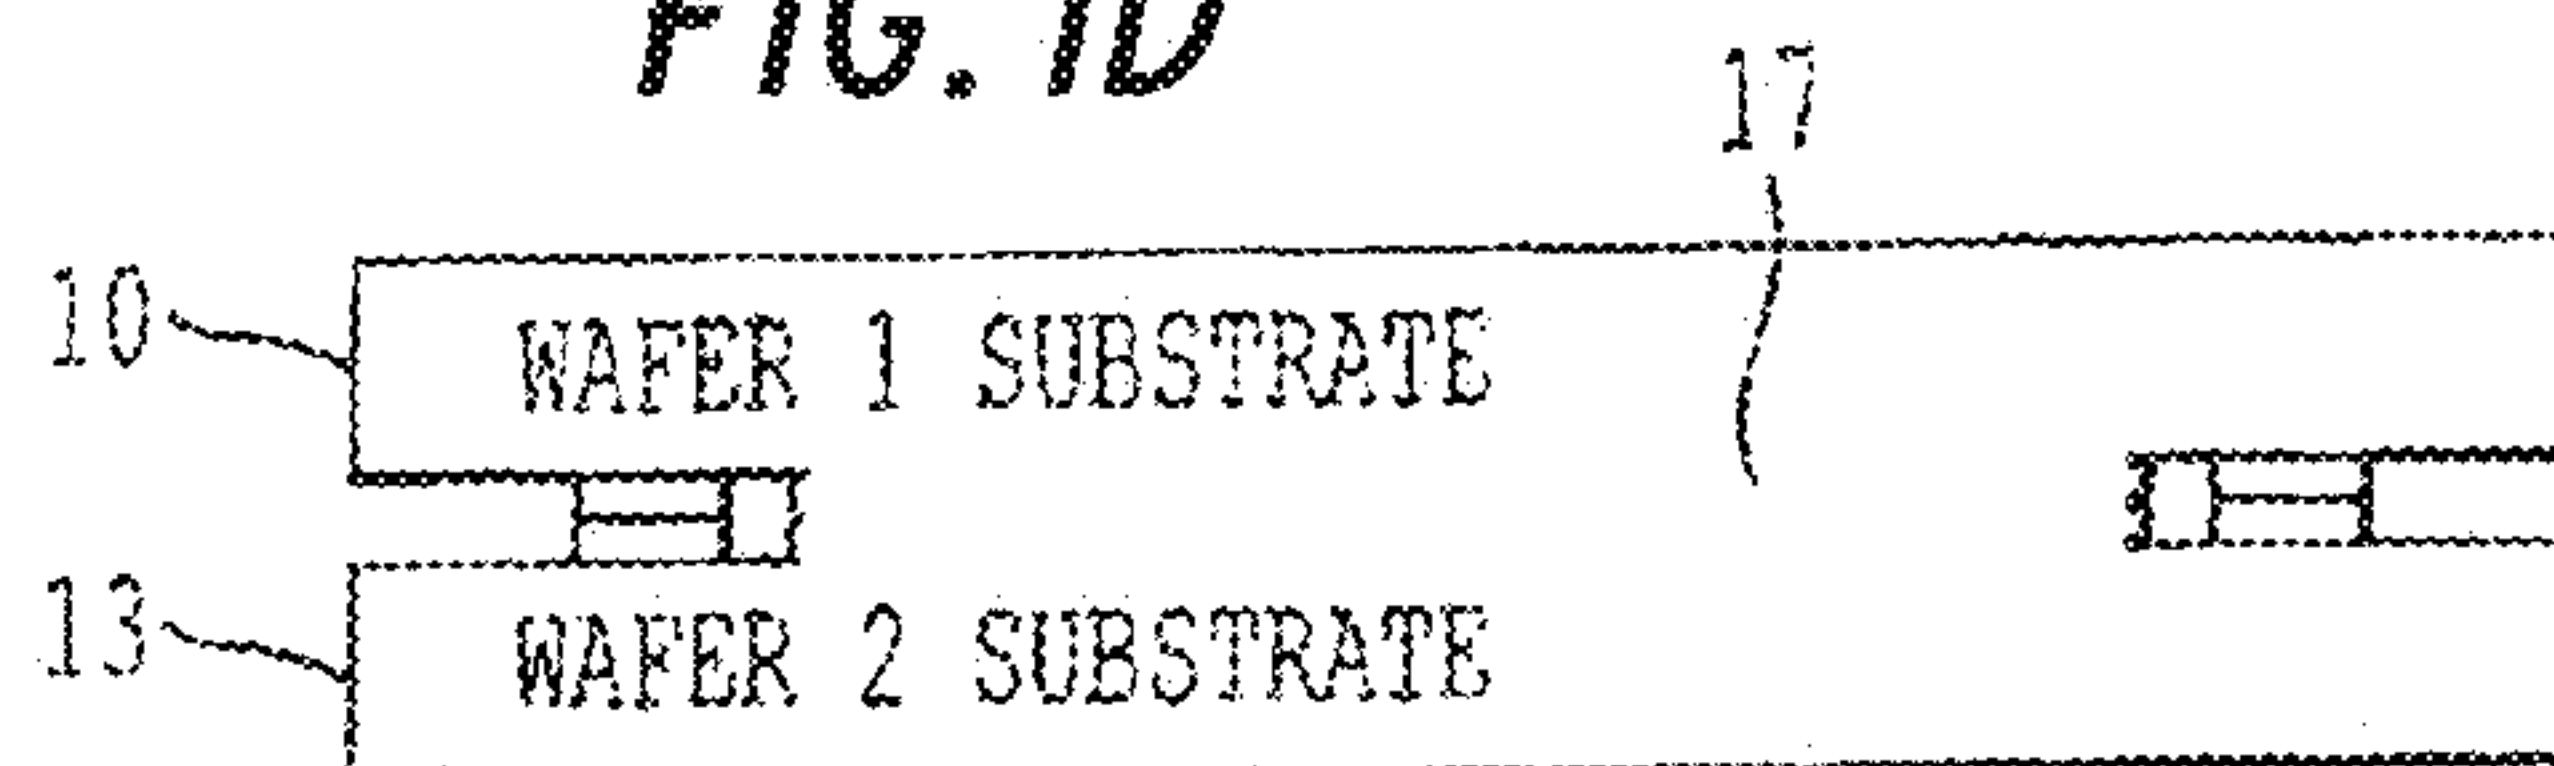 FIG. 1D
17
10
WAFER 1 SUBSTRATE
13
WAFER 2 SUBSTRATE